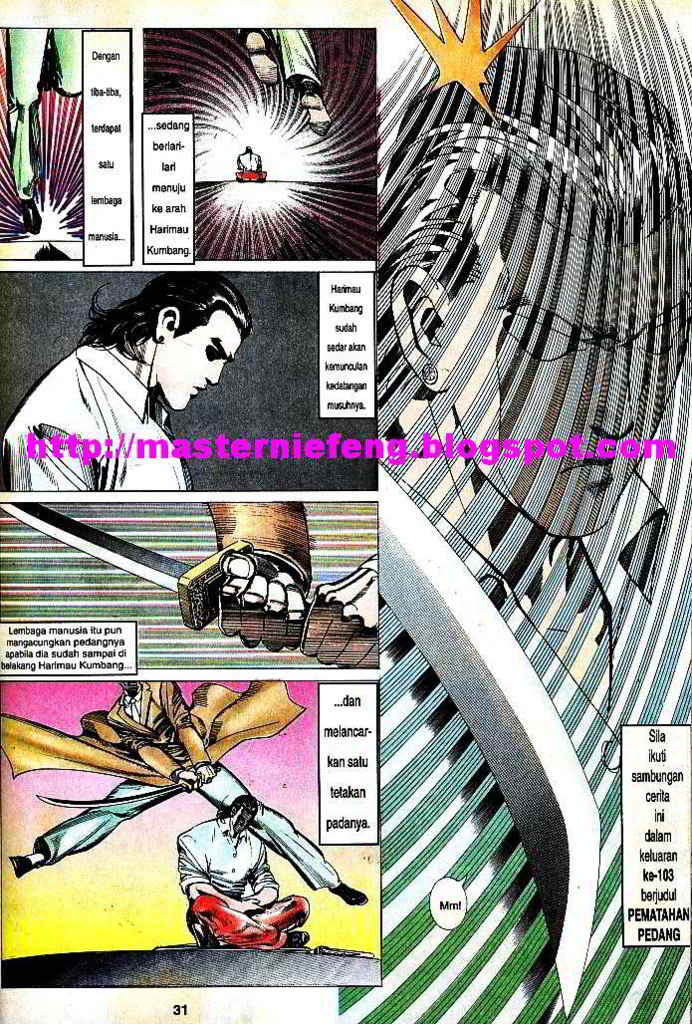 Dengan
tiba-tiba,
terdapat
satu
lembaga
manusia...
...sedang
berlari-
lari
menuju
ke arah
Harimau
Kumbang.
Harimau
Kumbang
sudah
sedar akan
kemunculan
kedatangan
musuhnya.
http://masterniefeng.blogspot.com
Lembaga manusia itu pun
mengacungkan pedangnya
apabila dia sudah sampai di
belakang Harimau Kumbang...
...dan
melancar-
kan satu
tetakan
padanya.
Mm!
Sila
ikuti
sambungan
cerita
ini
dalam
keluaran
ke-103
berjudul
PEMATAHAN
PEDANG
31